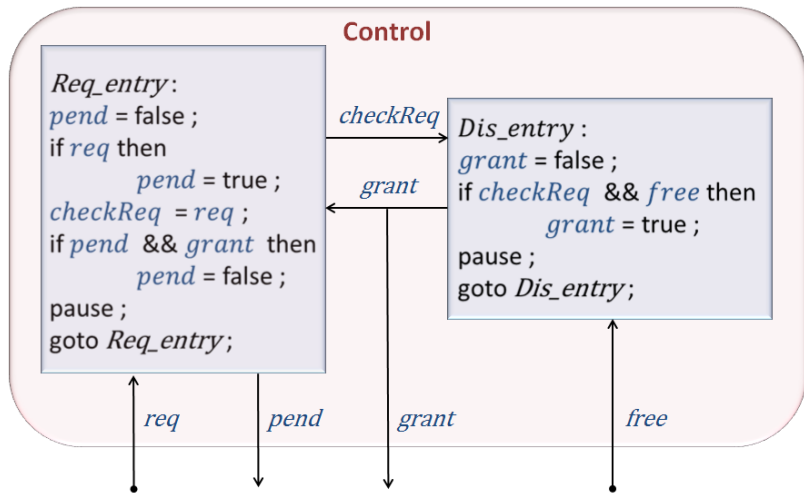 Control
Req_entry :
pend = false ;
if req then
pend = true ;
checkReq = req ;
if pend && grant then
pend = false ;
pause ;
goto Req_entry ;
checkReq
grant
Dis_entry :
grant = false ;
if checkReq && free then
grant = true ;
pause ;
goto Dis_entry ;
req
pend
grant
free